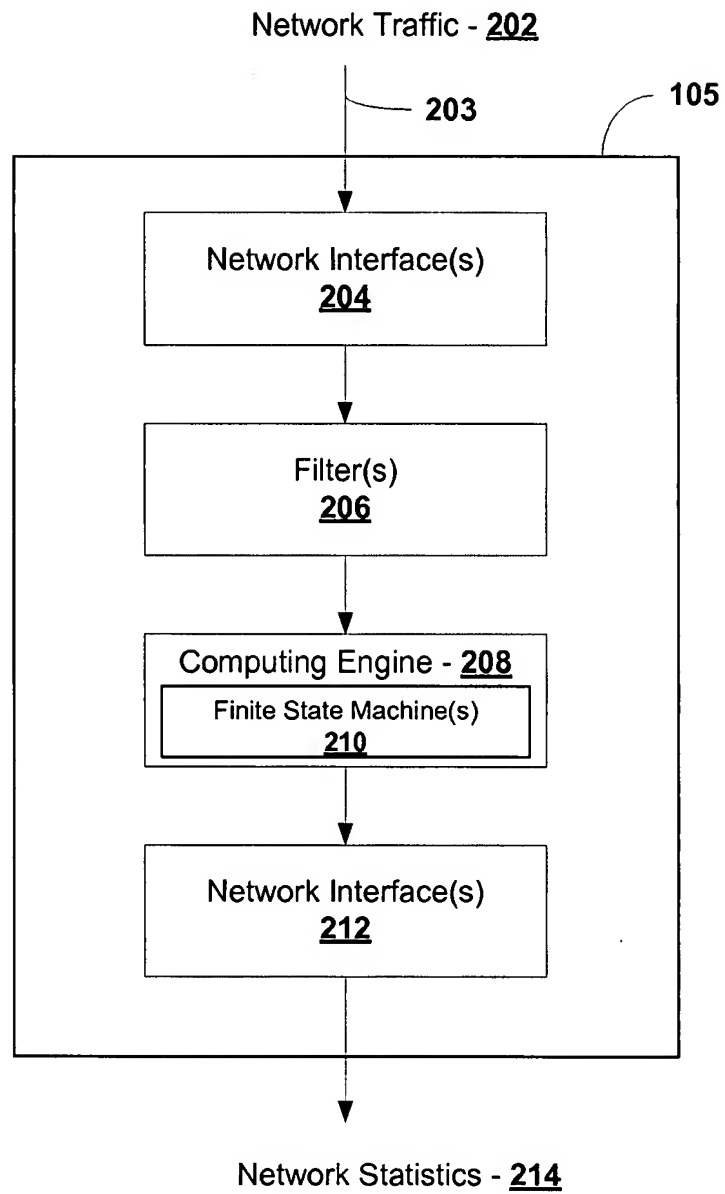 Network Traffic - 202
105
203
Network Interface(s)
204
Filter(s)
206
Computing Engine - 208
Finite State Machine(s)
210
Network Interface(s)
212
Network Statistics - 214